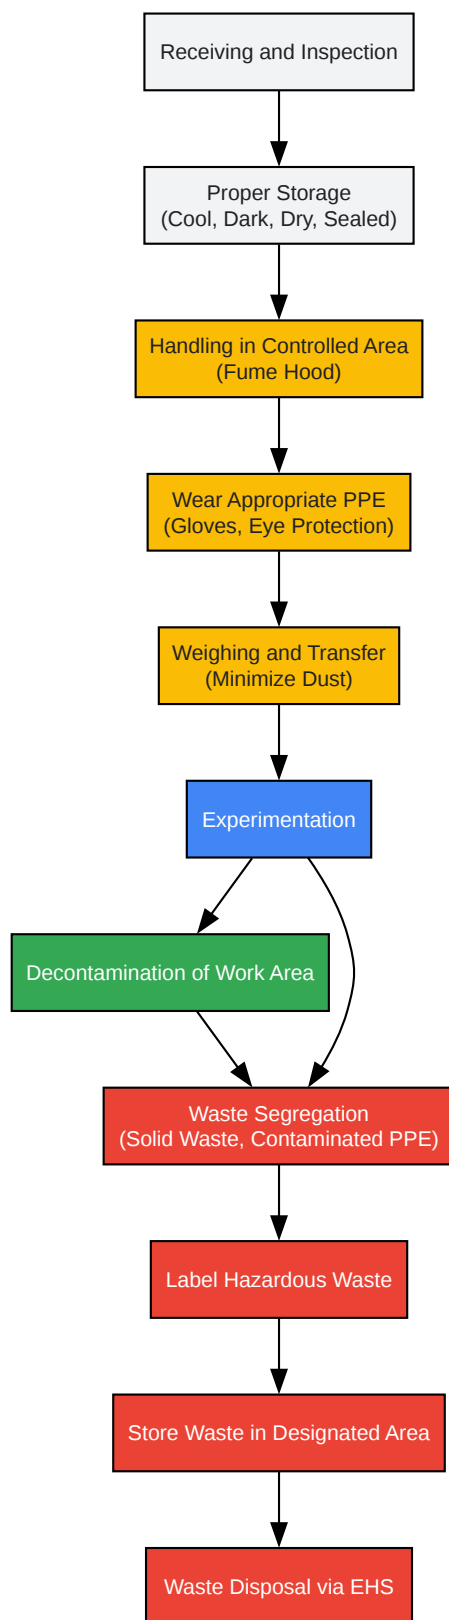 Receiving and Inspection
Proper Storage
(Cool, Dark, Dry, Sealed)
Handling in Controlled Area
(Fume Hood)
Wear Appropriate PPE
(Gloves, Eye Protection)
Weighing and Transfer
(Minimize Dust)
Experimentation
Decontamination of Work Area
Waste Segregation
(Solid Waste, Contaminated PPE)
Label Hazardous Waste
Store Waste in Designated Area
Waste Disposal via EHS